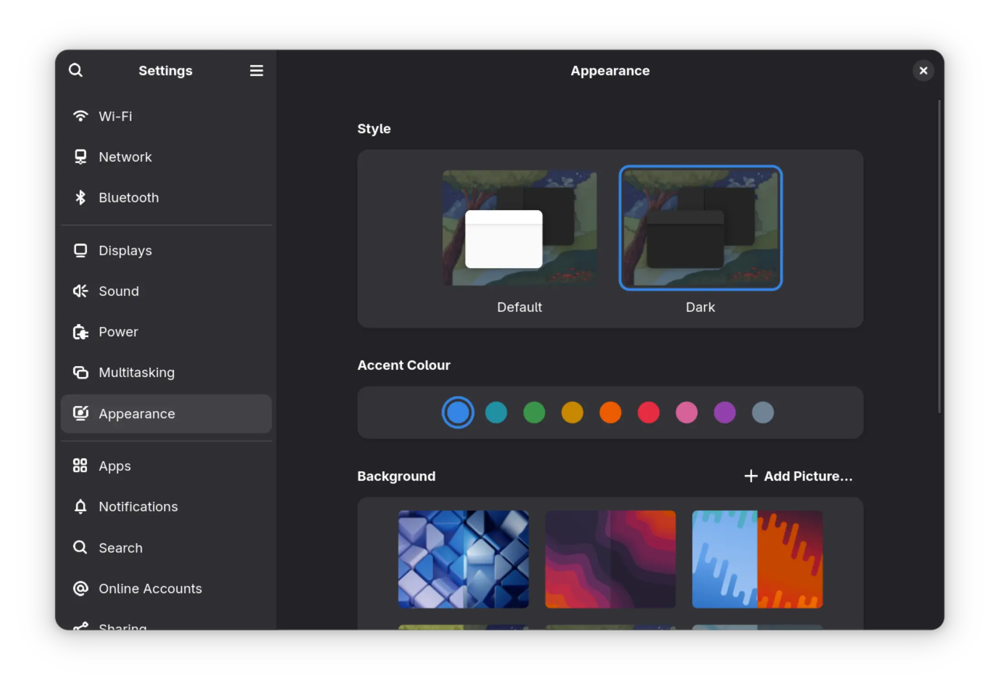 Settings
Wi-Fi
Network
Bluetooth
Displays
Sound
Power
Multitasking
Appearance
Apps
Notifications
Search
Online Accounts
Sharing
Appearance
Style
Default
Dark
Accent Colour
Background
Add Picture...